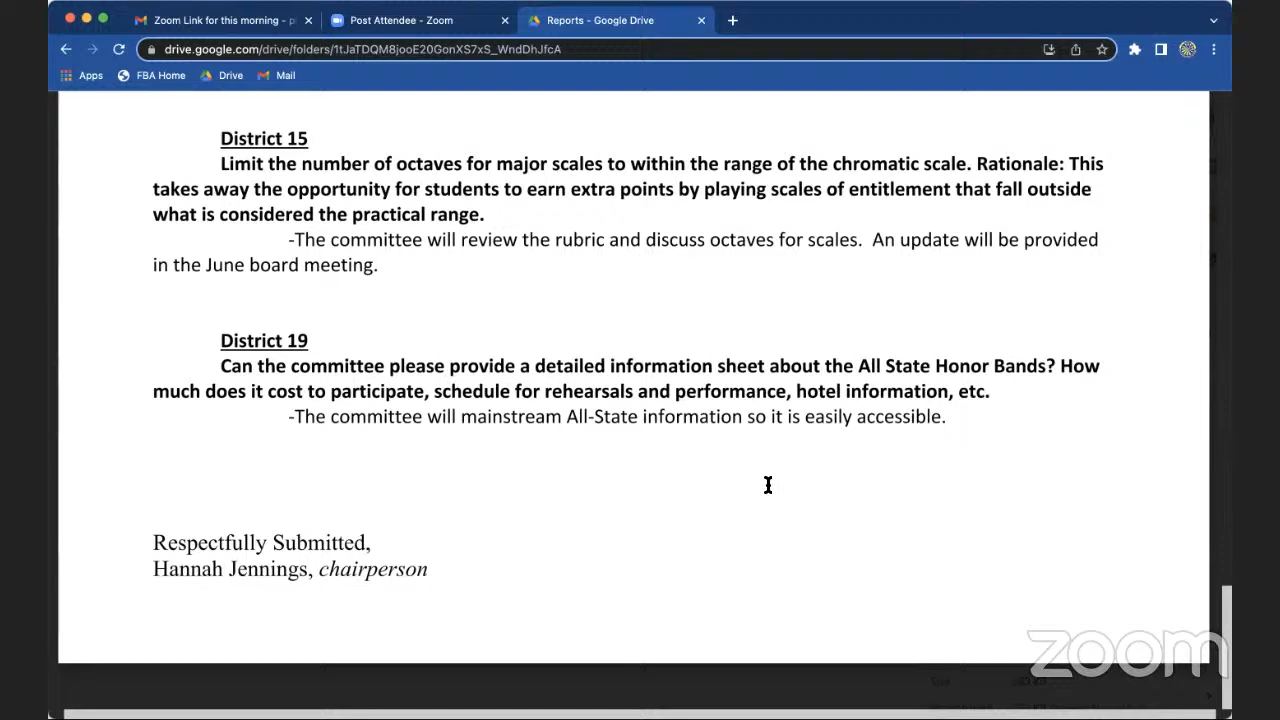 Zoom Link for this morning - p
Post Attendee - Zoom
Reports - Google Drive
drive.google.com/drive/folders/1tJaTDQM8jooE20GonXS7xS_WndDhJfcA
Apps
FBA Home
Drive
Mail
District 15
Limit the number of octaves for major scales to within the range of the chromatic scale. Rationale: This
takes away the opportunity for students to earn extra points by playing scales of entitlement that fall outside
what is considered the practical range.
-The committee will review the rubric and discuss octaves for scales. An update will be provided
in the June board meeting.
District 19
Can the committee please provide a detailed information sheet about the All State Honor Bands? How
much does it cost to participate, schedule for rehearsals and performance, hotel information, etc.
-The committee will mainstream All-State information so it is easily accessible.
Respectfully Submitted,
Hannah Jennings, chairperson
zoom